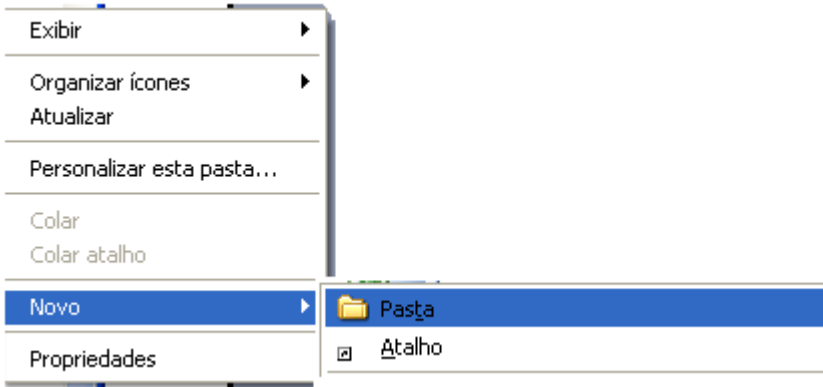 Exibir
Organizar ícones
Atualizar
Personalizar esta pasta...
Colar
Colar atalho
Novo
Pasta
Atalho
Propriedades